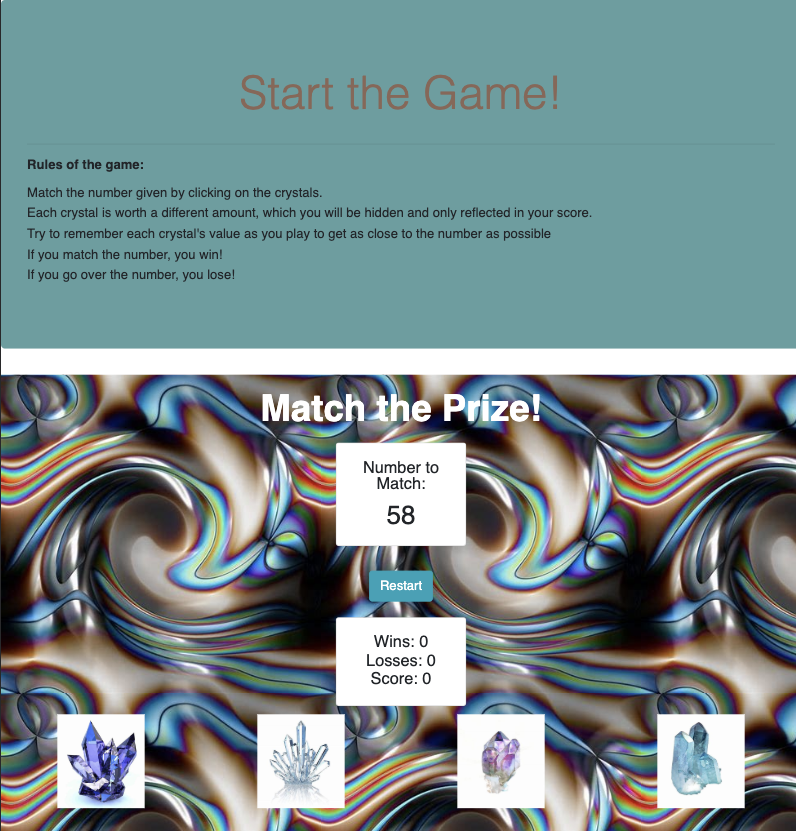 Start the Game!
Rules of the game:
Match the number given by clicking on the crystals.
Each crystal is worth a different amount, which you will be hidden and only reflected in your score.
Try to remember each crystal's value as you play to get as close to the number as possible
If you match the number, you win!
If you go over the number, you lose!
Match the Prize!
Number to
Match:
58
Restart
Wins: 0
Losses: 0
Score: 0